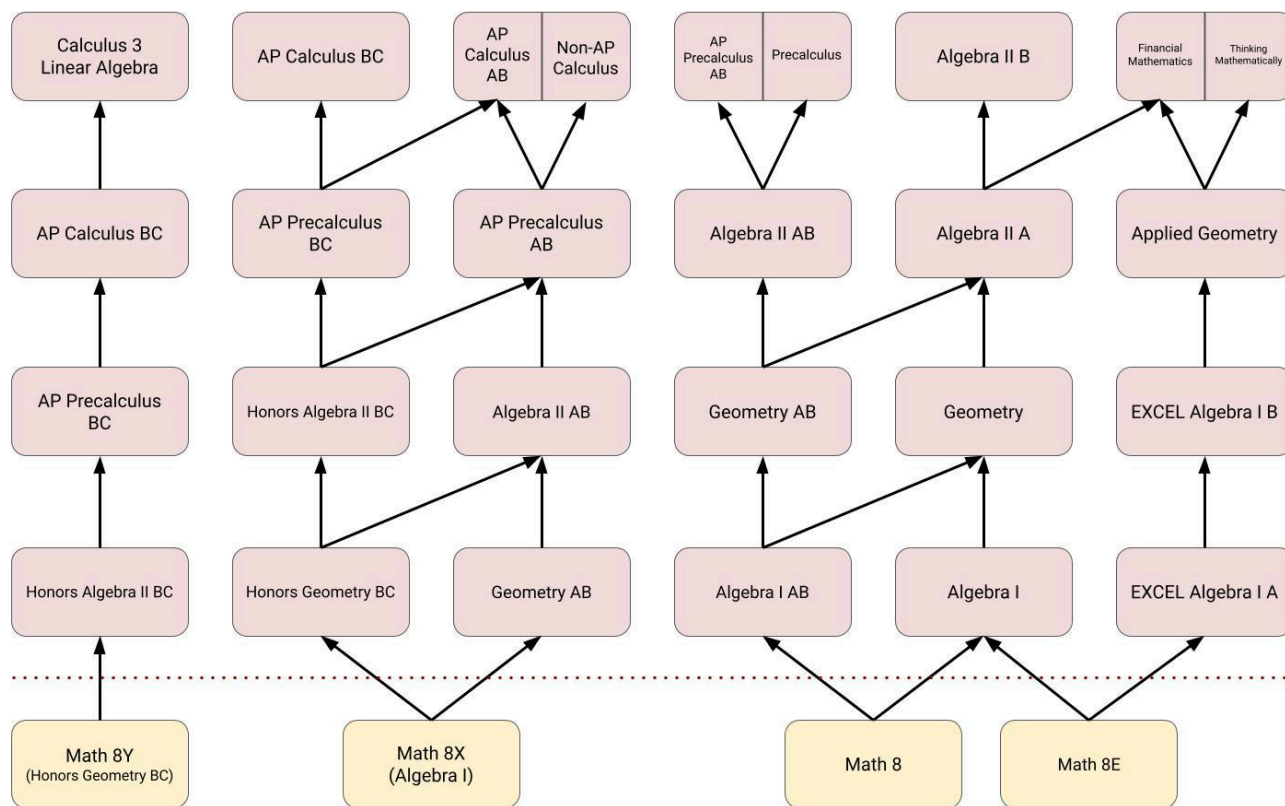 Calculus 3
Linear Algebra
AP Calculus BC
AP
Calculus
AB
Non-AP
Calculus
AP
Precalculus
AB
Precalculus
Algebra II B
Financial
Mathematics
Thinking
Mathematically
AP Calculus BC
AP Precalculus
BC
AP Precalculus
AB
Algebra II AB
Algebra II A
Applied Geometry
AP Precalculus
BC
Honors Algebra II BC
Algebra II AB
Geometry AB
Geometry
EXCEL Algebra I B
Honors Algebra II BC
Honors Geometry BC
Geometry AB
Algebra I AB
Algebra I
EXCEL Algebra I A
Math 8Y
(Honors Geometry BC)
Math 8X
(Algebra I)
Math 8
Math 8E